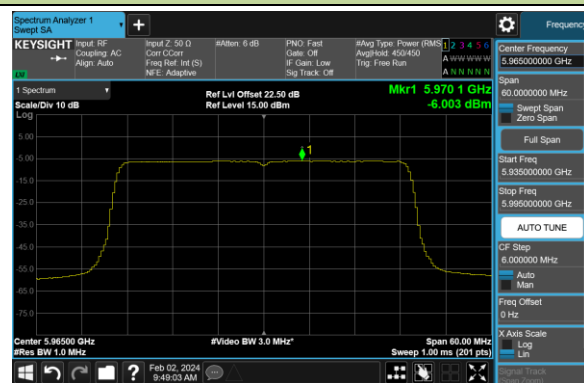 Spectrum Analyzer 1
Swept SA
+
Frequency
KEYSIGHT
Input: RF
Coupling: AC
Align: Auto
Input Z: 50 Ω
Corr CCorr
Freq Ref: Int (S)
NFE: Adaptive
#Atten: 6 dB
PNO: Fast
Gate: Off
IF Gain: Low
Sig Track: Off
#Avg Type: Power (RMS
Avg|Hold: 450/450
Trig: Free Run
1 2 3 4 5 6
A WW WW W
A N N N N N
LW
1 Spectrum
Scale/Div 10 dB
Ref Lvl Offset 22.50 dB
Ref Level 15.00 dBm
Mkr1 5.970 1 GHz
-6.003 dBm
Log
5.00
-5.00
-15.0
-25.0
-35.0
-45.0
-55.0
-65.0
-75.0
1
Center 5.96500 GHz
#Res BW 1.0 MHz
#Video BW 3.0 MHz*
Span 60.00 MHz
Sweep 1.00 ms (201 pts)
Center Frequency
5.965000000 GHz
Span
60.0000000 MHz
Swept Span
Zero Span
Full Span
Start Freq
5.935000000 GHz
Stop Freq
5.995000000 GHz
AUTO TUNE
CF Step
6.000000 MHz
Auto
Man
Freq Offset
0 Hz
X Axis Scale
Log
Lin
Signal Track
Feb 02, 2024
9:49:03 AM
?